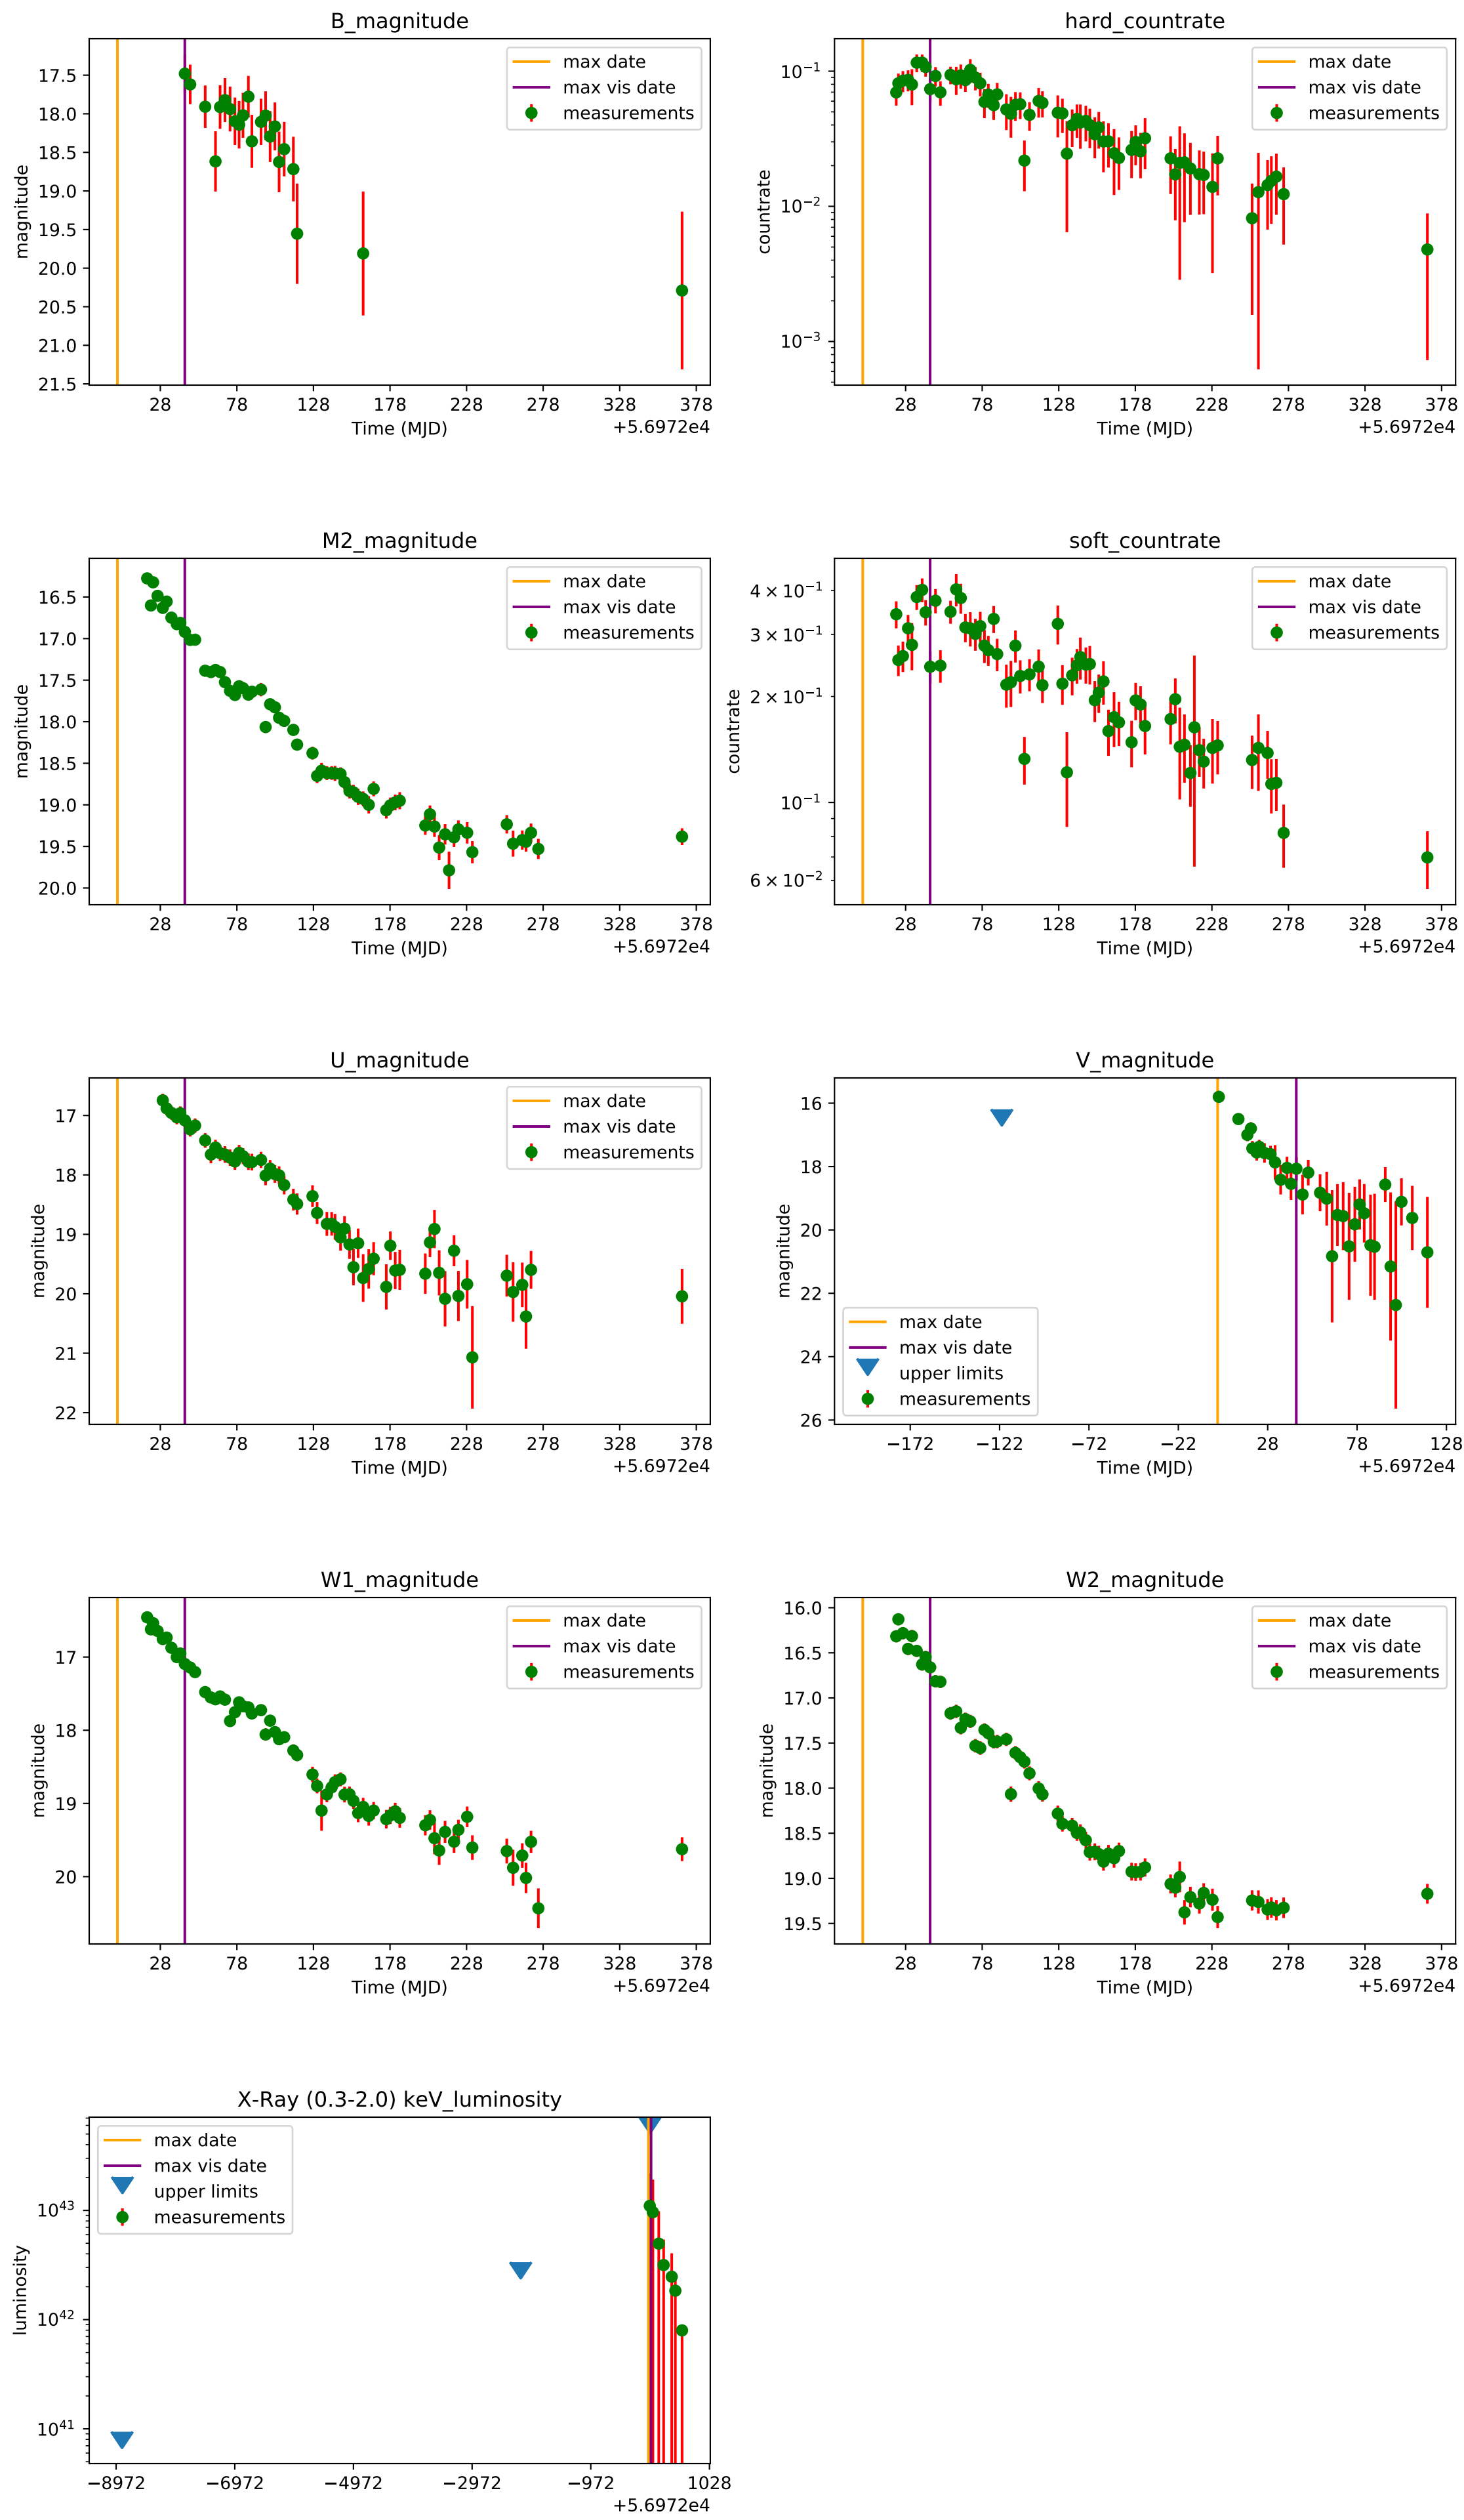 B_magnitude
magnitude
17.5
18.0
18.5
19.0
19.5
20.0
20.5
21.0
21.5
max date
max vis date
measurements
28 78 128 178 228 278 328 378
Time (MJD)
+5.6972e4
hard_countrate
countrate
10⁻¹
10⁻²
10⁻³
max date
max vis date
measurements
28 78 128 178 228 278 328 378
Time (MJD)
+5.6972e4
M2_magnitude
magnitude
16.5
17.0
17.5
18.0
18.5
19.0
19.5
20.0
max date
max vis date
measurements
28 78 128 178 228 278 328 378
Time (MJD)
+5.6972e4
soft_countrate
countrate
4 × 10⁻¹
3 × 10⁻¹
2 × 10⁻¹
10⁻¹
6 × 10⁻²
max date
max vis date
measurements
28 78 128 178 228 278 328 378
Time (MJD)
+5.6972e4
U_magnitude
magnitude
17
18
19
20
21
22
max date
max vis date
measurements
28 78 128 178 228 278 328 378
Time (MJD)
+5.6972e4
V_magnitude
magnitude
16
18
20
22
24
26
max date
max vis date
upper limits
measurements
−172 −122 −72 −22 28 78 128
Time (MJD)
+5.6972e4
W1_magnitude
magnitude
17
18
19
20
max date
max vis date
measurements
28 78 128 178 228 278 328 378
Time (MJD)
+5.6972e4
W2_magnitude
magnitude
16.0
16.5
17.0
17.5
18.0
18.5
19.0
19.5
max date
max vis date
measurements
28 78 128 178 228 278 328 378
Time (MJD)
+5.6972e4
X-Ray (0.3-2.0) keV_luminosity
luminosity
10⁴³
10⁴²
10⁴¹
max date
max vis date
upper limits
measurements
−8972 −6972 −4972 −2972 −972 1028
+5.6972e4